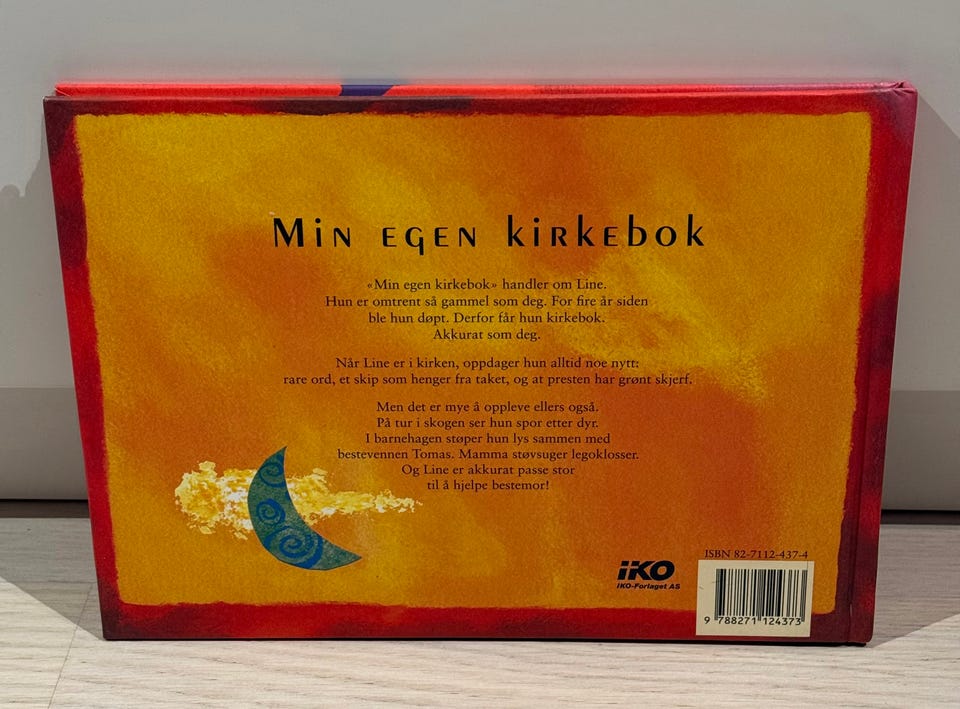 Min egen kirkebok
«Min egen kirkebok» handler om Line.
Hun er omtrent så gammel som deg. For fire år siden
ble hun døpt. Derfor får hun kirkebok.
Akkurat som deg.
Når Line er i kirken, oppdager hun alltid noe nytt:
rare ord, et skip som henger fra taket, og at presten har grønt skjerf.
Men det er mye å oppleve ellers også.
På tur i skogen ser hun spor etter dyr.
I barnehagen støper hun lys sammen med
bestevennen Tomas. Mamma støvsuger legoklosser.
Og Line er akkurat passe stor
til å hjelpe bestemor!
IKO
IKO-Forlaget AS
ISBN 82-7112-437-4
9 788271 124373